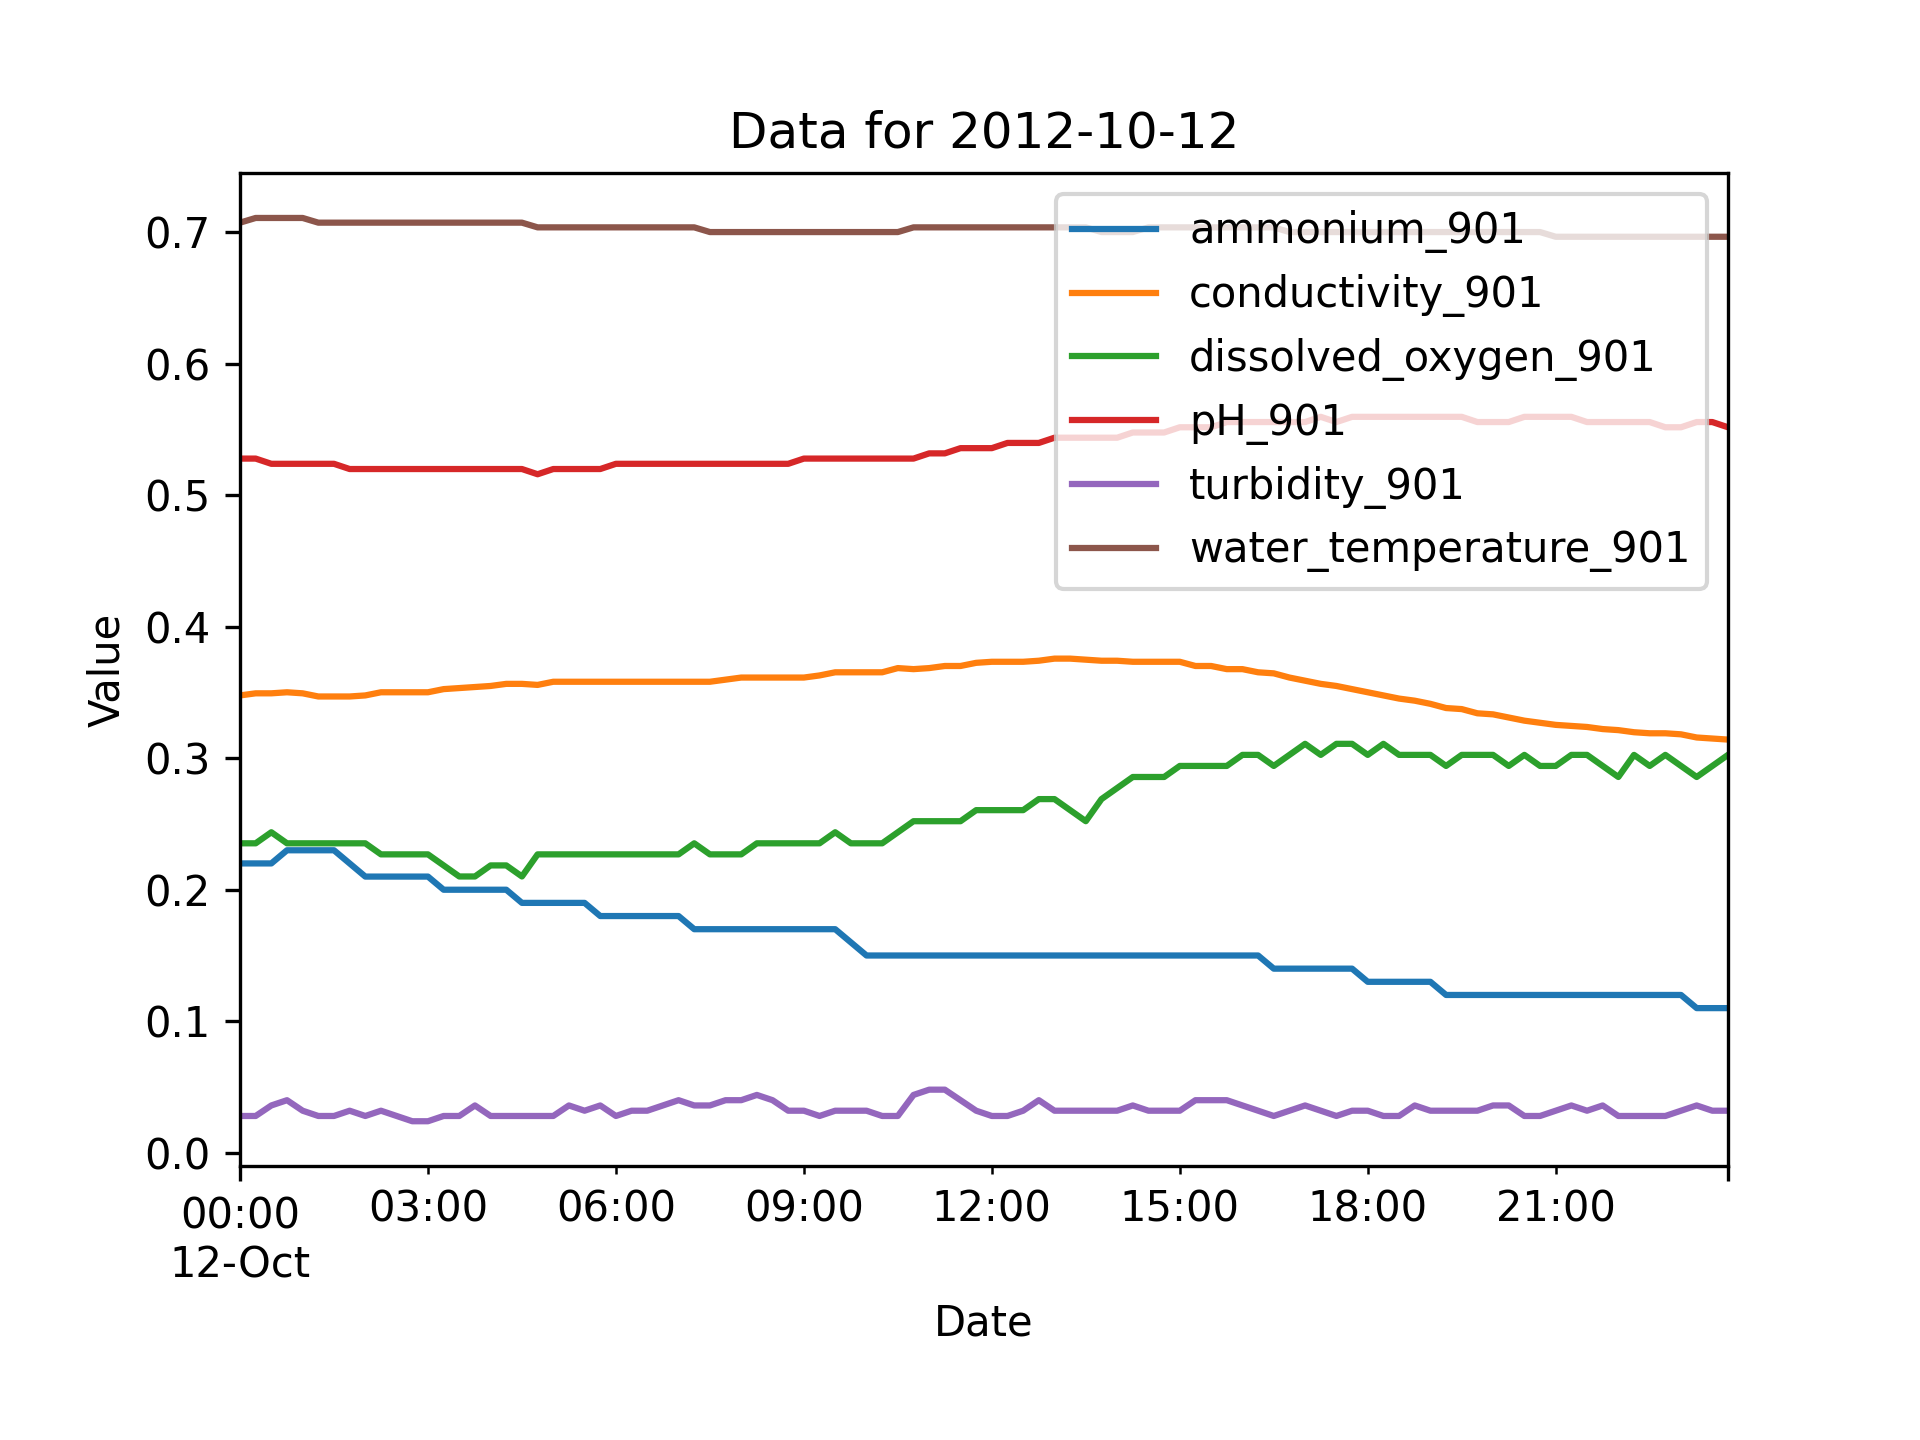 Data for 2012-10-12
ammonium_901
conductivity_901
dissolved_oxygen_901
pH_901
turbidity_901
water_temperature_901
Value
0.7
0.6
0.5
0.4
0.3
0.2
0.1
0.0
00:00 03:00 06:00 09:00 12:00 15:00 18:00 21:00
12-Oct
Date